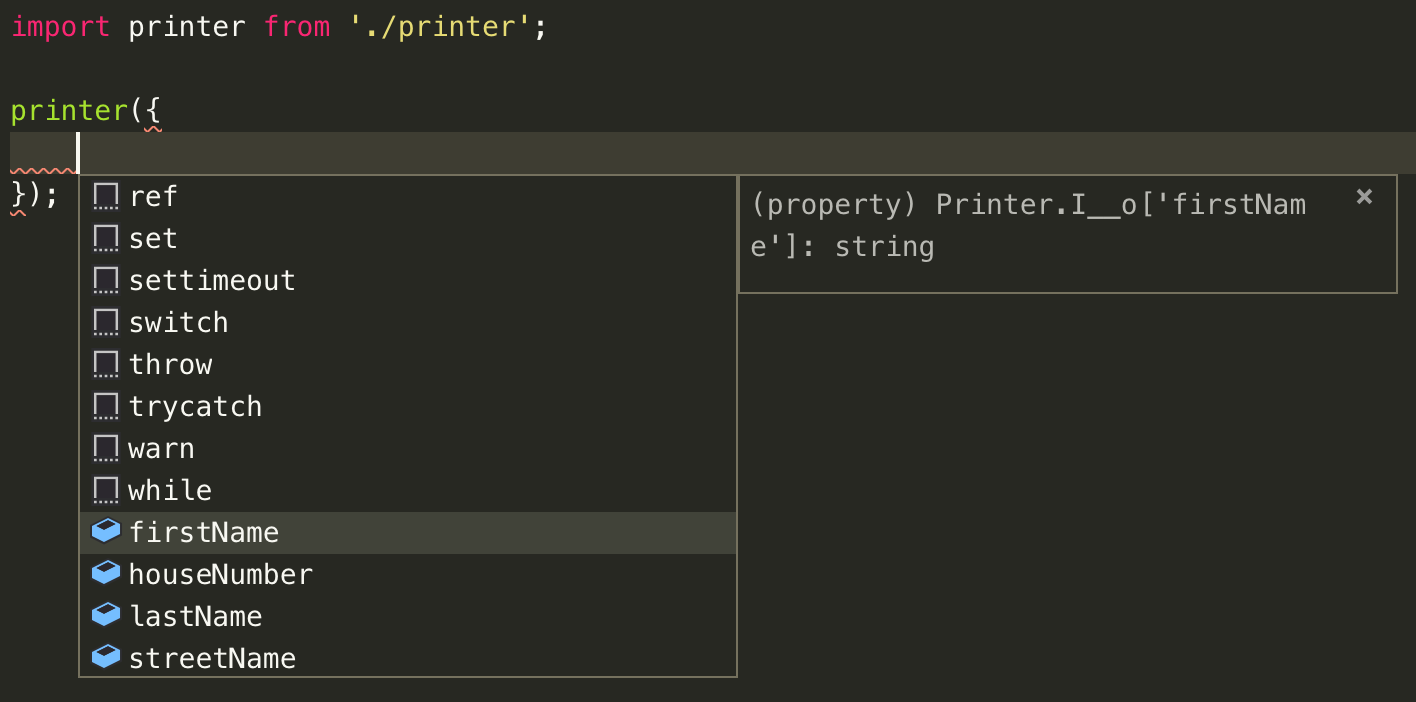 import printer from './printer';
printer({
});
ref
set
settimeout
switch
throw
trycatch
warn
while
firstName
houseNumber
lastName
streetName
(property) Printer.I__o['firstNam
e']: string
×